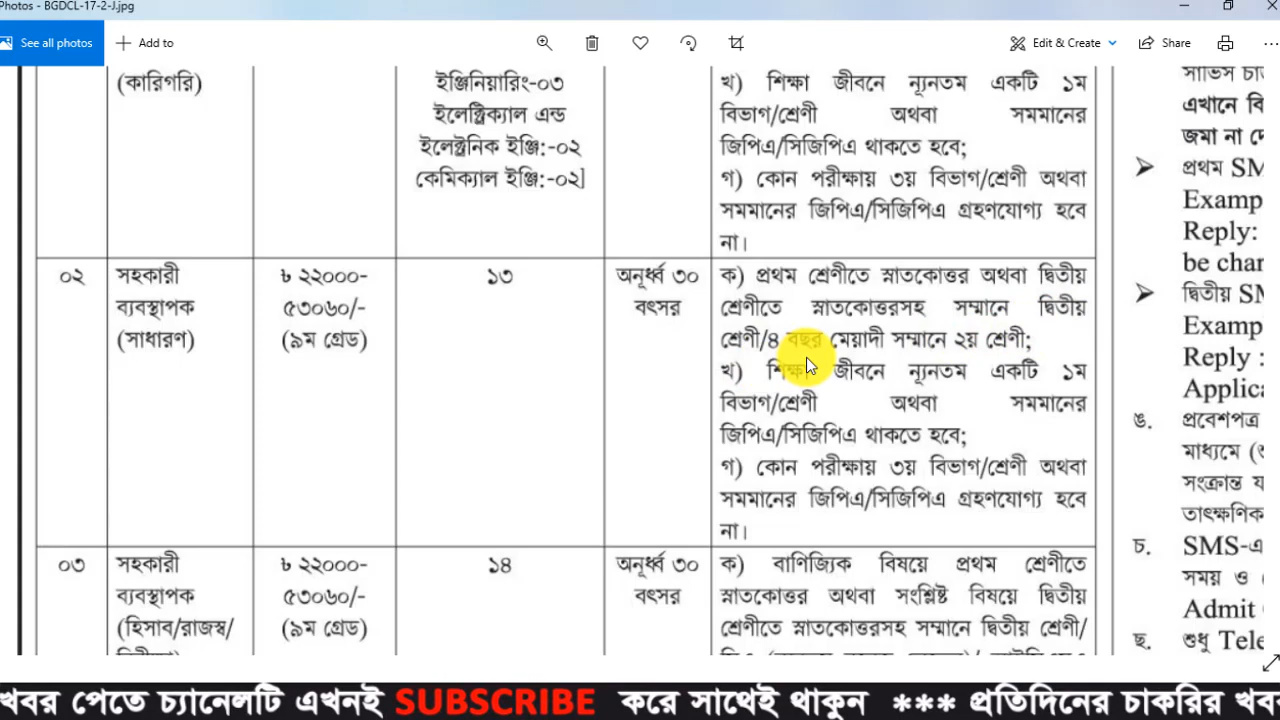 Photos - BGDCL-17-2-J.jpg
See all photos
Add to
Edit & Create
Share
(কারিগরি)
ইঞ্জিনিয়ারিং-০৩
ইলেক্ট্রিক্যাল এন্ড
ইলেক্ট্রনিক ইঞ্জি:-০২
কেমিক্যাল ইঞ্জি:-০২]
খ) শিক্ষা জীবনে ন্যূনতম একটি ১ম
বিভাগ/শ্রেণী অথবা সমমানের
জিপিএ/সিজিপিএ থাকতে হবে;
গ) কোন পরীক্ষায় ৩য় বিভাগ/শ্রেণী অথবা
সমমানের জিপিএ/সিজিপিএ গ্রহণযোগ্য হবে
না।
০২
সহকারী
ব্যবস্থাপক
(সাধারণ)
৳ ২২০০০-
৫৩০৬০/-
(৯ম গ্রেড)
১৩
অনূর্ধ্ব ৩০
বৎসর
ক) প্রথম শ্রেণীতে স্নাতকোত্তর অথবা দ্বিতীয়
শ্রেণীতে স্নাতকোত্তরসহ সম্মানে দ্বিতীয়
শ্রেণী/৪ বছর মেয়াদী সম্মানে ২য় শ্রেণী;
খ) শিক্ষা জীবনে ন্যূনতম একটি ১ম
বিভাগ/শ্রেণী অথবা সমমানের
জিপিএ/সিজিপিএ থাকতে হবে;
গ) কোন পরীক্ষায় ৩য় বিভাগ/শ্রেণী অথবা
সমমানের জিপিএ/সিজিপিএ গ্রহণযোগ্য হবে
না।
০৩
সহকারী
ব্যবস্থাপক
(হিসাব/রাজস্ব/
৳ ২২০০০-
৫৩০৬০/-
(৯ম গ্রেড)
১৪
অনূর্ধ্ব ৩০
বৎসর
ক) বাণিজ্যিক বিষয়ে প্রথম শ্রেণীতে
স্নাতকোত্তর অথবা সংশ্লিষ্ট বিষয়ে দ্বিতীয়
শ্রেণীতে স্নাতকোত্তরসহ সম্মানে দ্বিতীয় শ্রেণী/
সার্ভিস চা
এখানে বি
জমা না দে
➢ প্রথম SM
Examp
Reply:
be char
➢ দ্বিতীয় SM
Examp
Reply :
Applica
ঙ. প্রবেশপত্র
মাধ্যমে (
সংক্রান্ত য
তাৎক্ষণিক
চ. SMS-এ
সময় ও
Admit
ছ. শুধু Tele
খবর পেতে চ্যানেলটি এখনই SUBSCRIBE করে সাথেই থাকুন *** প্রতিদিনের চাকরির খব